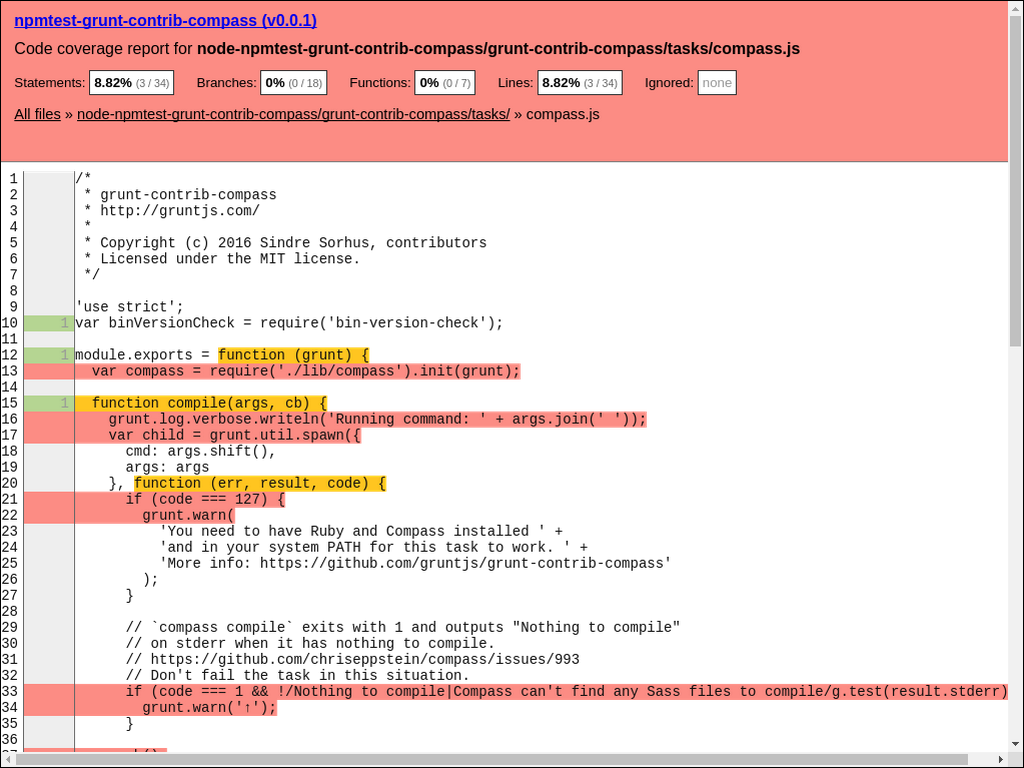 npmtest-grunt-contrib-compass (v0.0.1)
Code coverage report for node-npmtest-grunt-contrib-compass/grunt-contrib-compass/tasks/compass.js
Statements: 8.82% (3 / 34) Branches: 0% (0 / 18) Functions: 0% (0 / 7) Lines: 8.82% (3 / 34) Ignored: none
All files » node-npmtest-grunt-contrib-compass/grunt-contrib-compass/tasks/ » compass.js
1 /*
2  * grunt-contrib-compass
3  * http://gruntjs.com/
4  *
5  * Copyright (c) 2016 Sindre Sorhus, contributors
6  * Licensed under the MIT license.
7  */
8
9 'use strict';
10 1 var binVersionCheck = require('bin-version-check');
11
12 1 module.exports = function (grunt) {
13   var compass = require('./lib/compass').init(grunt);
14
15 1   function compile(args, cb) {
16     grunt.log.verbose.writeln('Running command: ' + args.join(' '));
17     var child = grunt.util.spawn({
18       cmd: args.shift(),
19       args: args
20     }, function (err, result, code) {
21       if (code === 127) {
22         grunt.warn(
23           'You need to have Ruby and Compass installed ' +
24           'and in your system PATH for this task to work. ' +
25           'More info: https://github.com/gruntjs/grunt-contrib-compass'
26         );
27       }
28
29       // `compass compile` exits with 1 and outputs "Nothing to compile"
30       // on stderr when it has nothing to compile.
31       // https://github.com/chriseppstein/compass/issues/993
32       // Don't fail the task in this situation.
33       if (code === 1 && !/Nothing to compile|Compass can't find any Sass files to compile/g.test(result.stderr)
34         grunt.warn('↑');
35       }
36